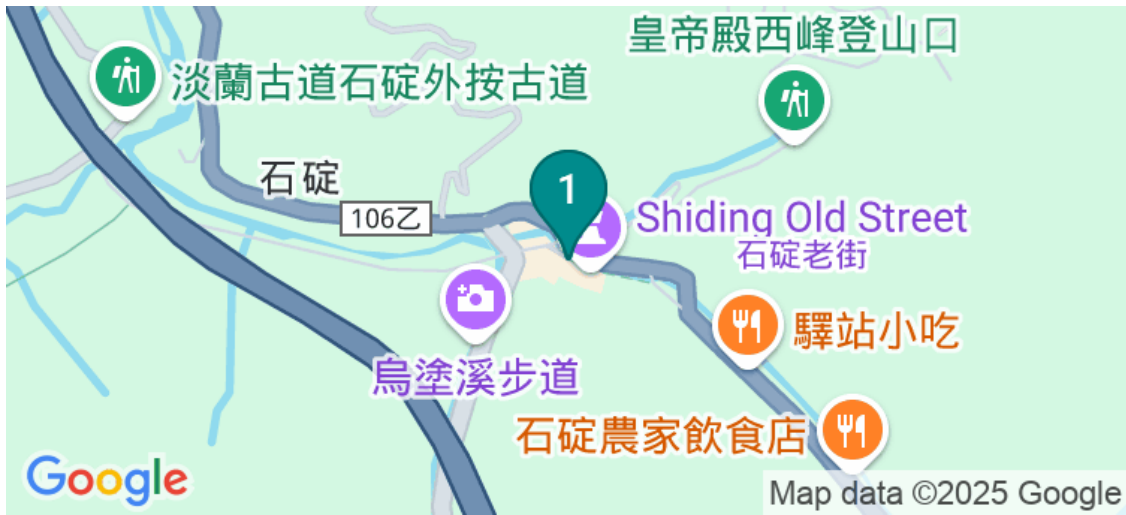 皇帝殿西峰登山口
淡蘭古道石碇外按古道
石碇
1
106乙
Shiding Old Street
石碇老街
驛站小吃
烏塗溪步道
石碇農家飲食店
Google
Map data ©2025 Google